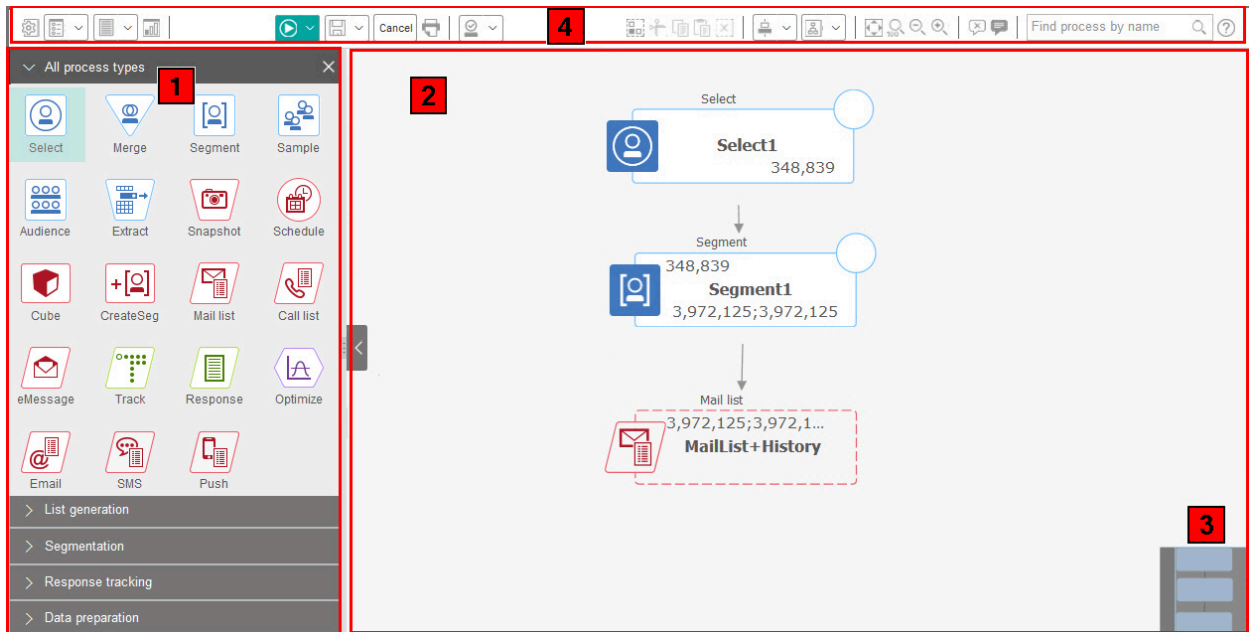 Cancel
4
100
Find process by name
?
All process types
1
Select
Merge
Segment
Sample
Audience
Extract
Snapshot
Schedule
Cube
CreateSeg
Mail list
Call list
eMessage
Track
Response
Optimize
Email
SMS
Push
List generation
Segmentation
Response tracking
Data preparation
2
Select
Select1
348,839
Segment
348,839
Segment1
3,972,125;3,972,125
Mail list
3,972,125;3,972,1...
MailList+History
3